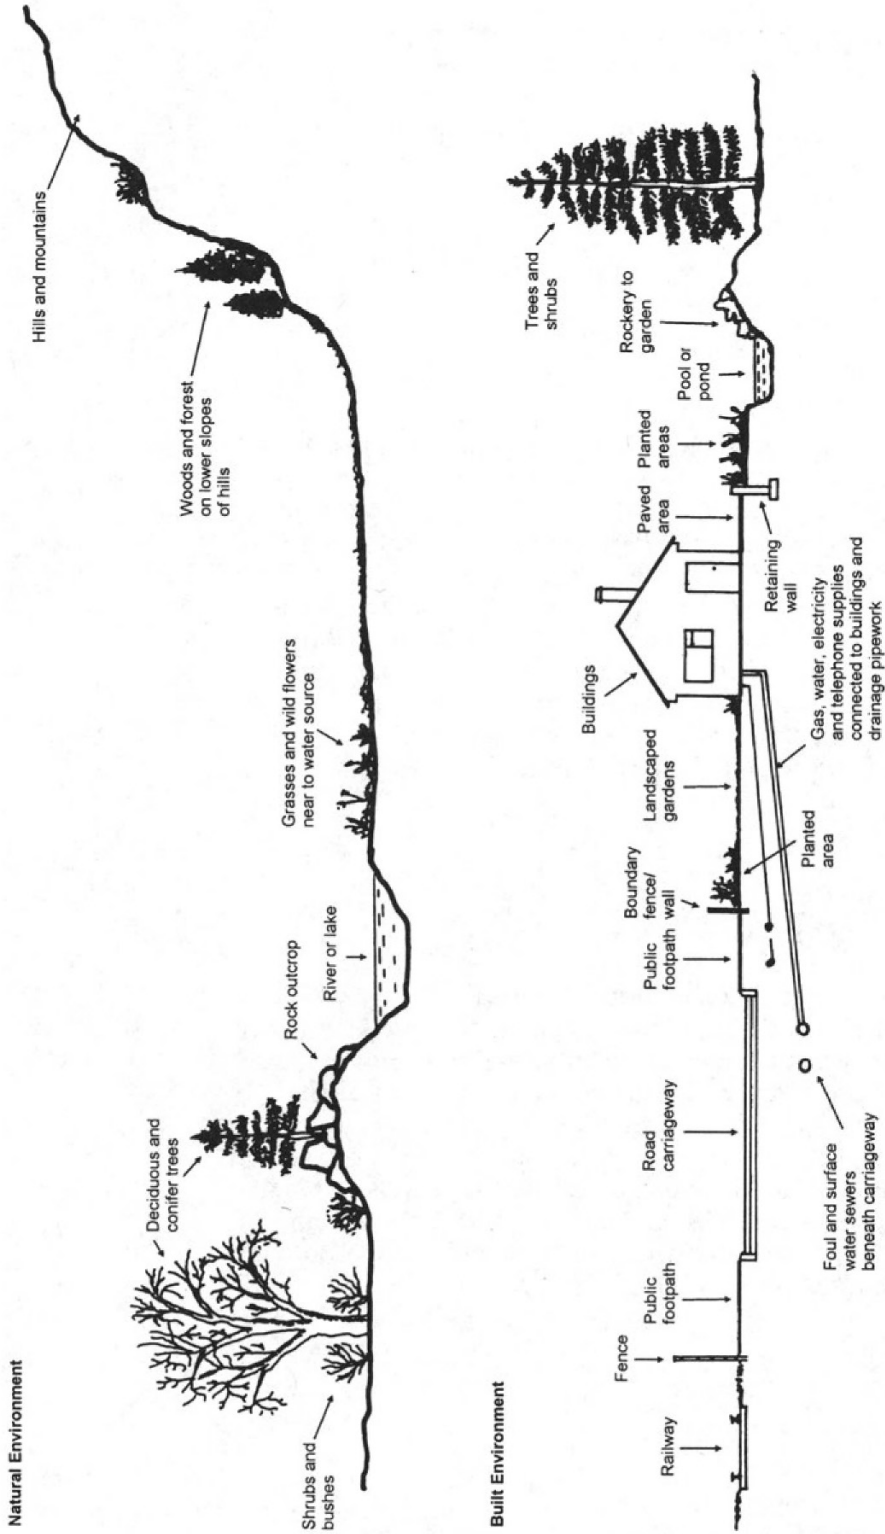 Natural Environment
Shrubs and
bushes
Deciduous and
conifer trees
Rock outcrop
River or lake
Grasses and wild flowers
near to water source
Woods and forest
on lower slopes
of hills
Hills and mountains
Built Environment
Railway
Fence
Public
footpath
Road
carriageway
Foul and surface
water sewers
beneath carriageway
Public
footpath
Boundary
fence/
wall
Planted
area
Landscaped
gardens
Buildings
Gas, water, electricity
and telephone supplies
connected to buildings and
drainage pipework
Retaining
wall
Paved
area
Planted
areas
Pool or
pond
Rockery to
garden
Trees and
shrubs